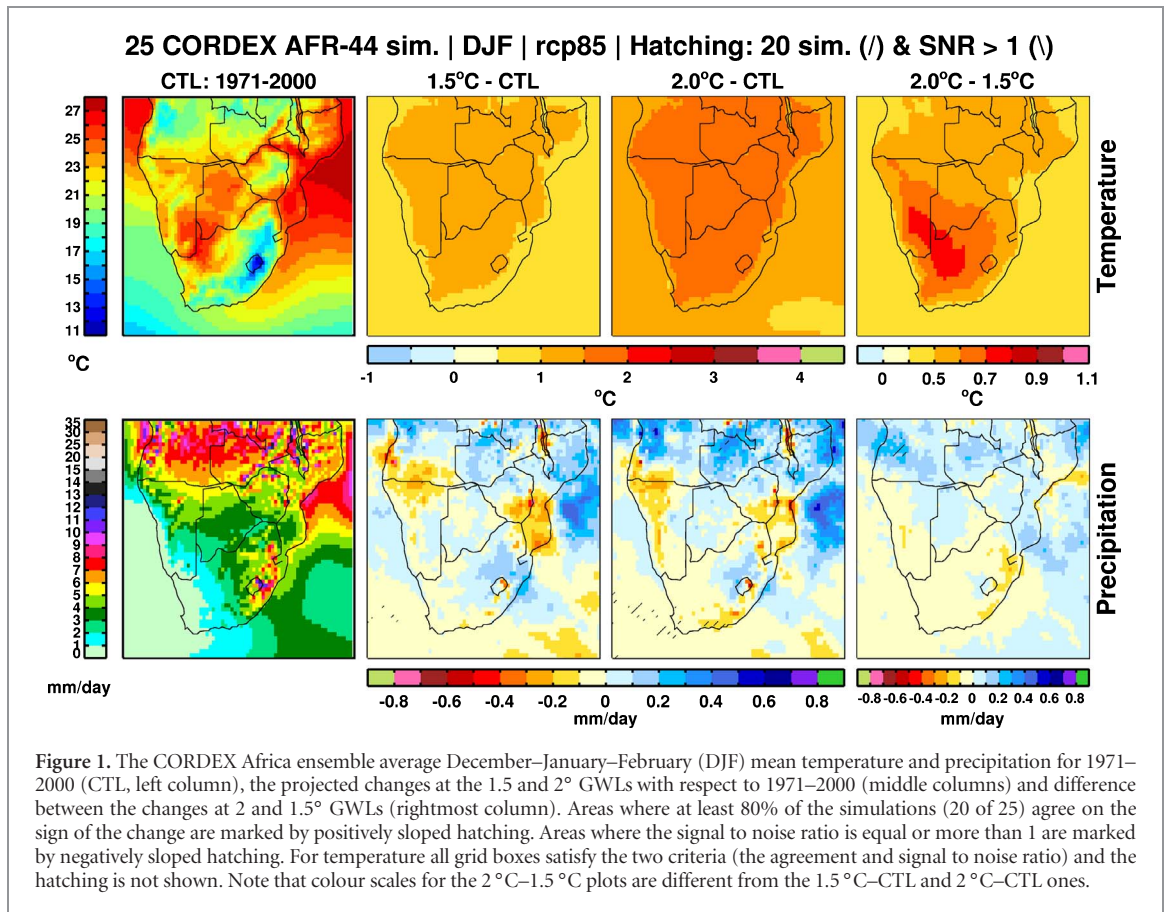 25 CORDEX AFR-44 sim. | DJF | rcp85 | Hatching: 20 sim. (/) & SNR > 1 (\)
CTL: 1971-2000 1.5°C - CTL 2.0°C - CTL 2.0°C - 1.5°C
27
25
23
21
19
17
15
13
11
°C
Temperature
-1 0 1 2 3 4
°C
0 0.5 0.7 0.9 1.1
°C
35
30
25
20
15
14
13
12
11
10
9
8
7
6
5
4
3
2
1
0
mm/day
Precipitation
-0.8 -0.6 -0.4 -0.2 0 0.2 0.4 0.6 0.8
mm/day
-0.8 -0.6 -0.4 -0.2 0 0.2 0.4 0.6 0.8
mm/day
Figure 1. The CORDEX Africa ensemble average December–January–February (DJF) mean temperature and precipitation for 1971–
2000 (CTL, left column), the projected changes at the 1.5 and 2° GWLs with respect to 1971–2000 (middle columns) and difference
between the changes at 2 and 1.5° GWLs (rightmost column). Areas where at least 80% of the simulations (20 of 25) agree on the
sign of the change are marked by positively sloped hatching. Areas where the signal to noise ratio is equal or more than 1 are marked
by negatively sloped hatching. For temperature all grid boxes satisfy the two criteria (the agreement and signal to noise ratio) and the
hatching is not shown. Note that colour scales for the 2 °C–1.5 °C plots are different from the 1.5 °C–CTL and 2 °C–CTL ones.